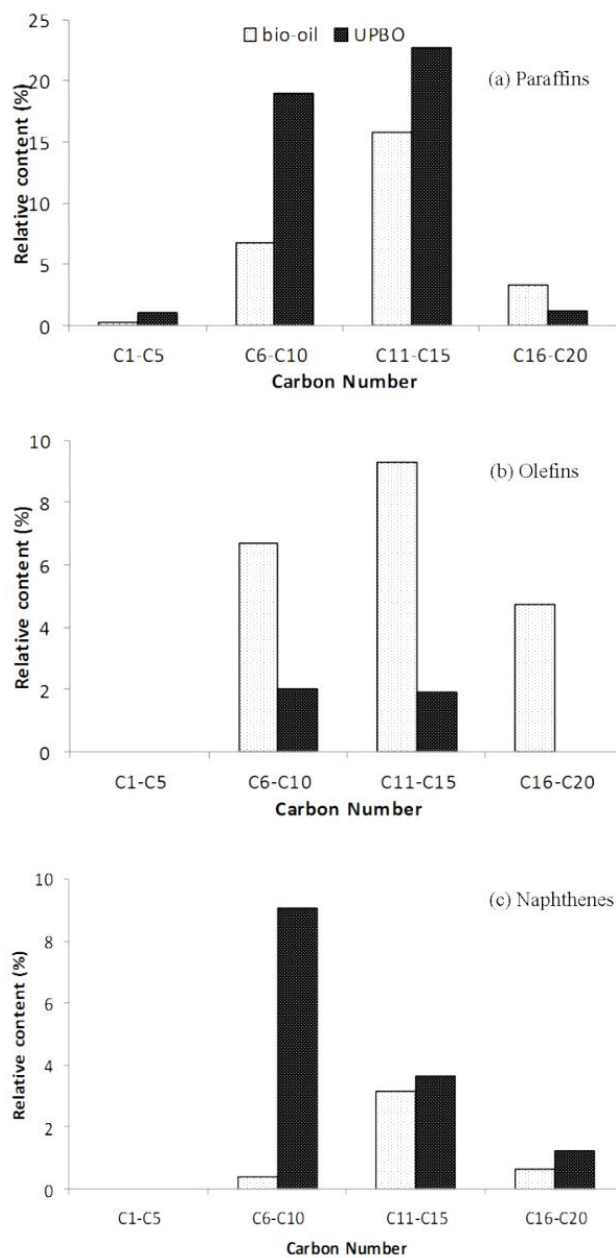 25
bio-oil UPBO
(a) Paraffins
20
15
10
5
0
Relative content (%)
C1-C5 C6-C10 C11-C15 C16-C20
Carbon Number
10
(b) Olefins
8
6
4
2
0
Relative content (%)
C1-C5 C6-C10 C11-C15 C16-C20
Carbon Number
10
(c) Naphthenes
8
6
4
2
0
Relative content (%)
C1-C5 C6-C10 C11-C15 C16-C20
Carbon Number